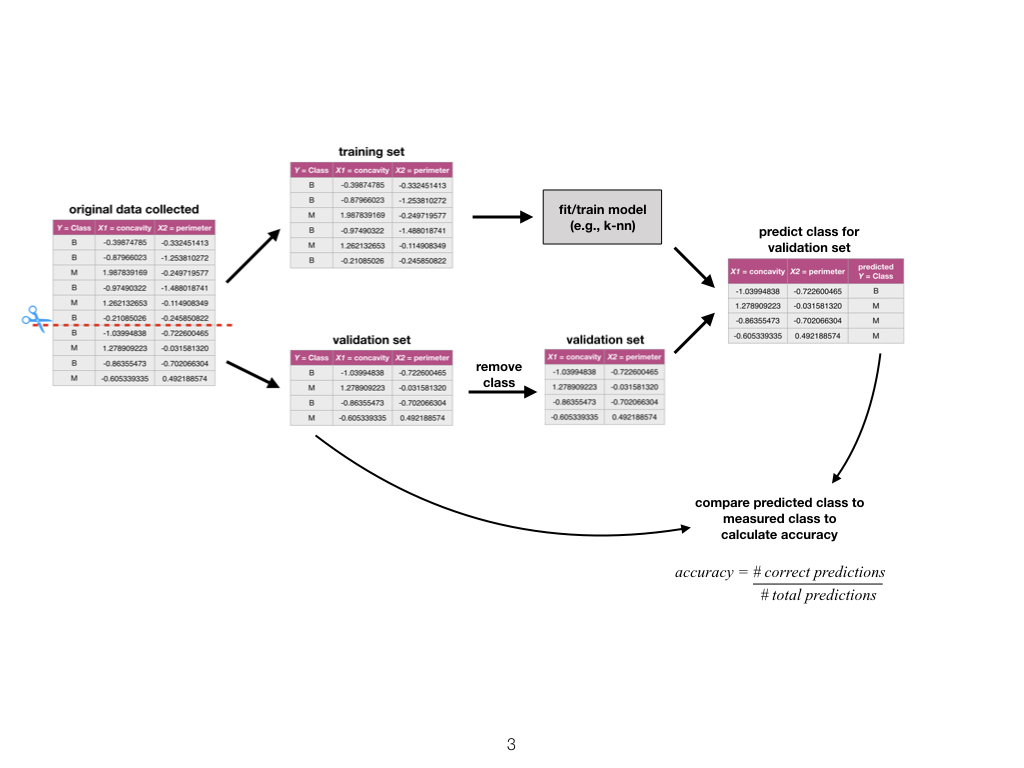 original data collected
Y = Class X1 = concavity X2 = perimeter
B -0.39874785 -0.332451413
B -0.87966023 -1.253810272
M 1.987839169 -0.249719577
B -0.97490322 -1.488018741
M 1.262132653 -0.114908349
B -0.21085026 -0.245850822
B -1.03994838 -0.722600465
M 1.278909223 -0.031581320
B -0.86355473 -0.702066304
M -0.605339335 0.492188574
training set
Y = Class X1 = concavity X2 = perimeter
B -0.39874785 -0.332451413
B -0.87966023 -1.253810272
M 1.987839169 -0.249719577
B -0.97490322 -1.488018741
M 1.262132653 -0.114908349
B -0.21085026 -0.245850822
fit/train model
(e.g., k-nn)
validation set
Y = Class X1 = concavity X2 = perimeter
B -1.03994838 -0.722600465
M 1.278909223 -0.031581320
B -0.86355473 -0.702066304
M -0.605339335 0.492188574
remove
class
validation set
X1 = concavity X2 = perimeter
-1.03994838 -0.722600465
1.278909223 -0.031581320
-0.86355473 -0.702066304
-0.605339335 0.492188574
predict class for
validation set
X1 = concavity X2 = perimeter predicted
Y = Class
-1.03994838 -0.722600465 B
1.278909223 -0.031581320 M
-0.86355473 -0.702066304 M
-0.605339335 0.492188574 M
compare predicted class to
measured class to
calculate accuracy
accuracy = # correct predictions
# total predictions
3